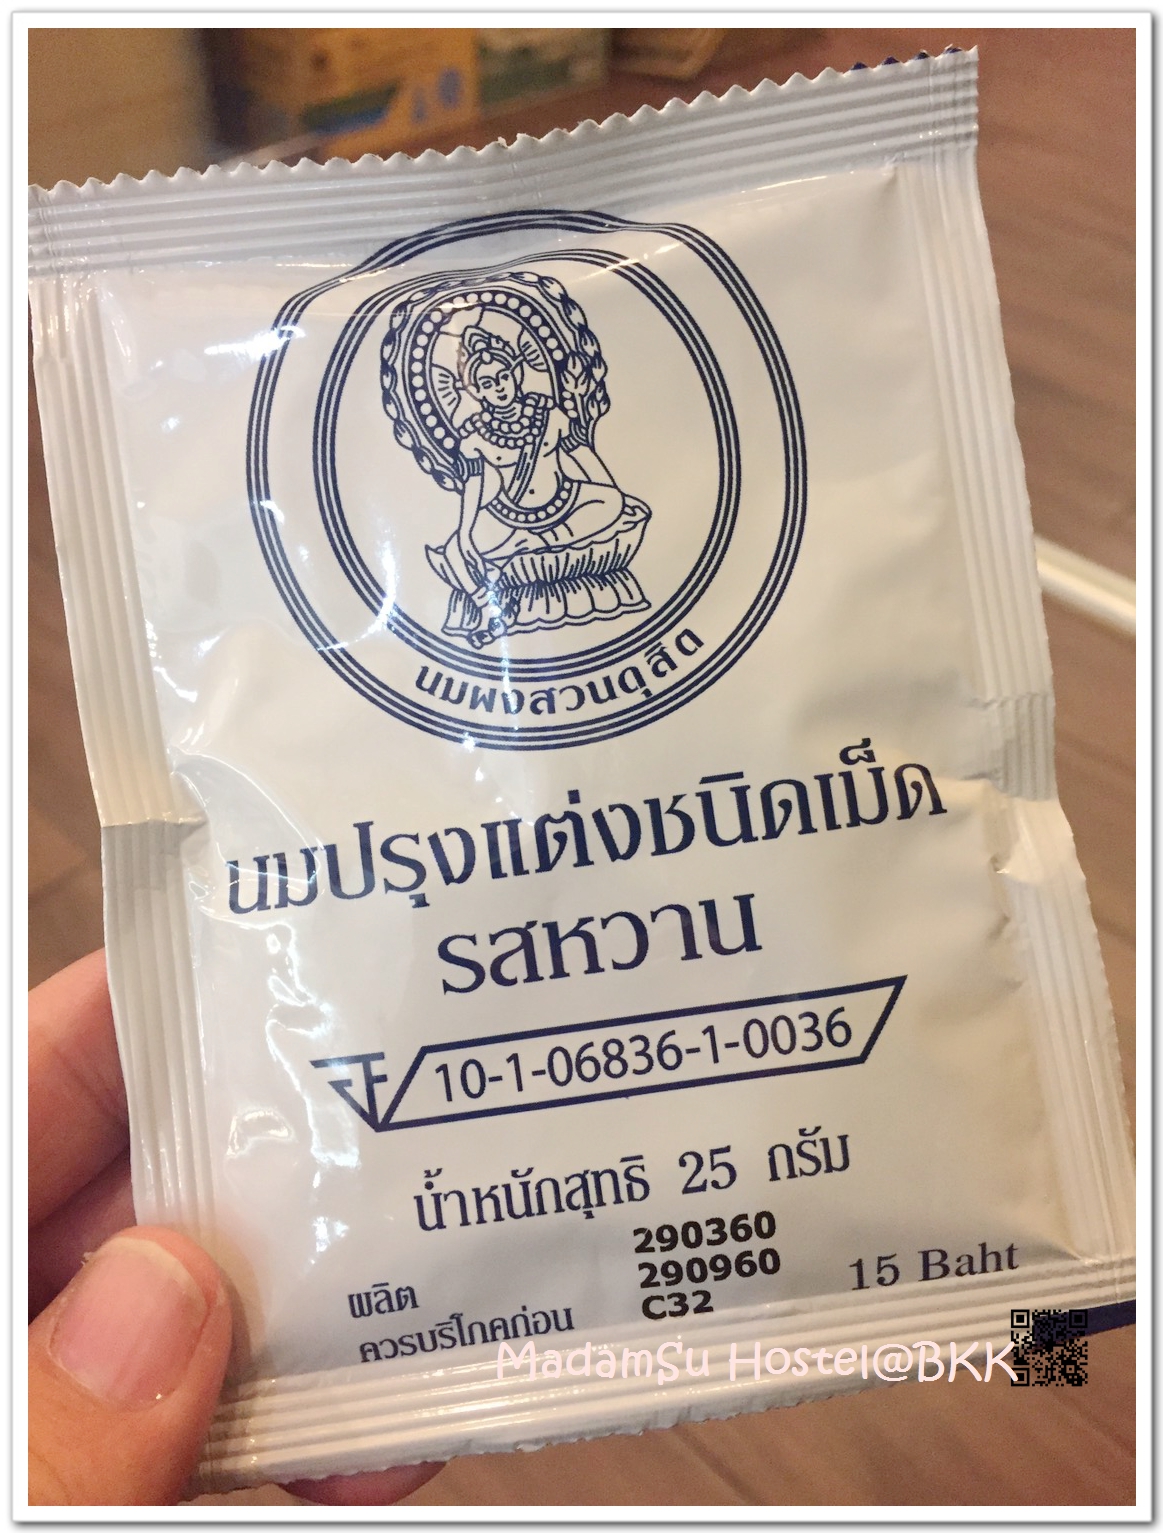 นมผงสวนดุสิต
นมปรุงแต่งชนิดเม็ด
รสหวาน
10-1-06836-1-0036
น้ำหนักสุทธิ 25 กรัม
ผลิต 290360
ควรบริโภคก่อน 290960
C32
15 Baht
MadamSu Hostel@BKK